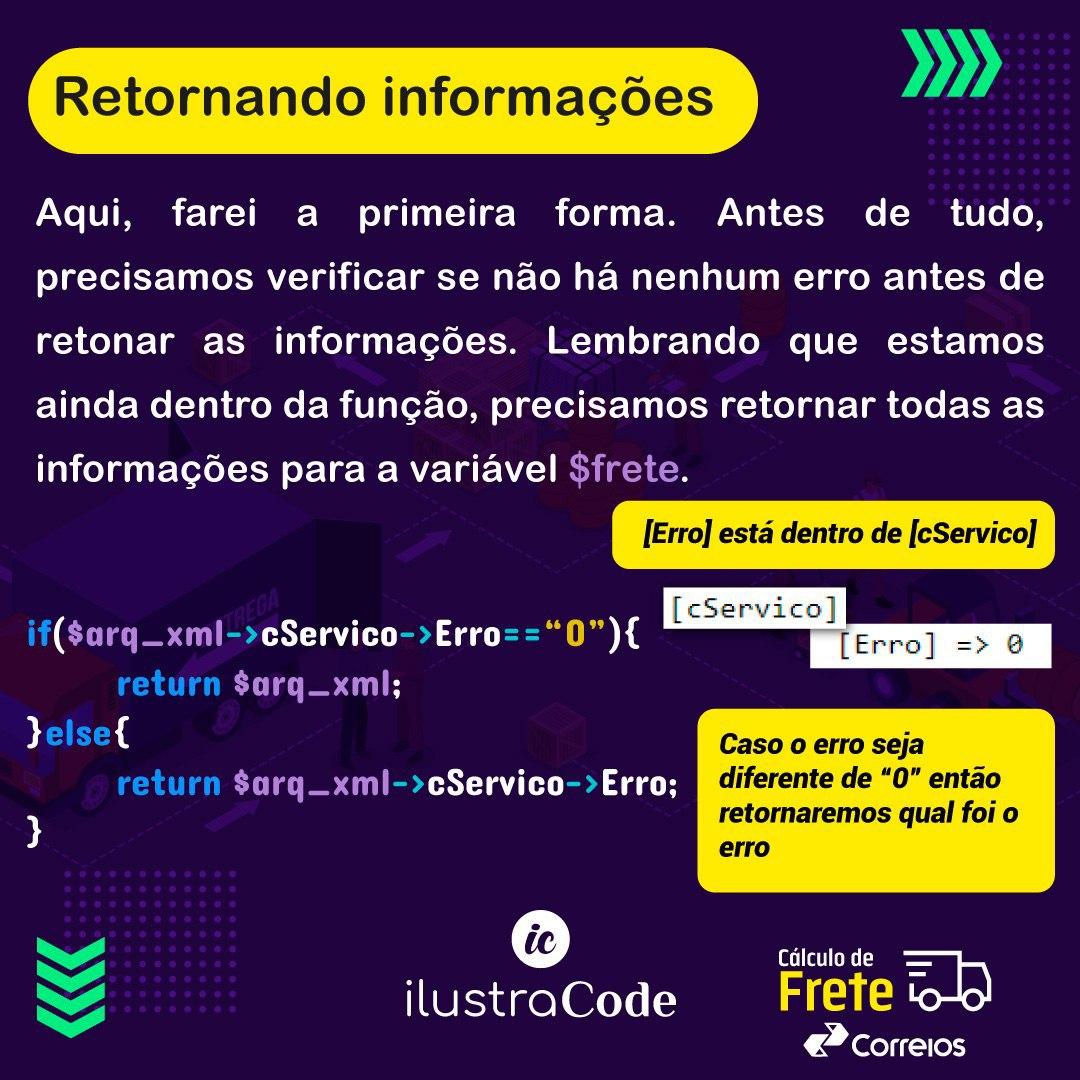 Retornando informações
Aqui, farei a primeira forma. Antes de tudo,
precisamos verificar se não há nenhum erro antes de
retonar as informações. Lembrando que estamos
ainda dentro da função, precisamos retornar todas as
informações para a variável $frete.
[Erro] está dentro de [cServico]
[cServico]
[Erro] => 0
if($arq_xml->cServico->Erro==“0”){
return $arq_xml;
}else{
return $arq_xml->cServico->Erro;
}
Caso o erro seja
diferente de “0” então
retornaremos qual foi o
erro
ENTREGA
ic
ilustraCode
Cálculo de
Frete
Correios